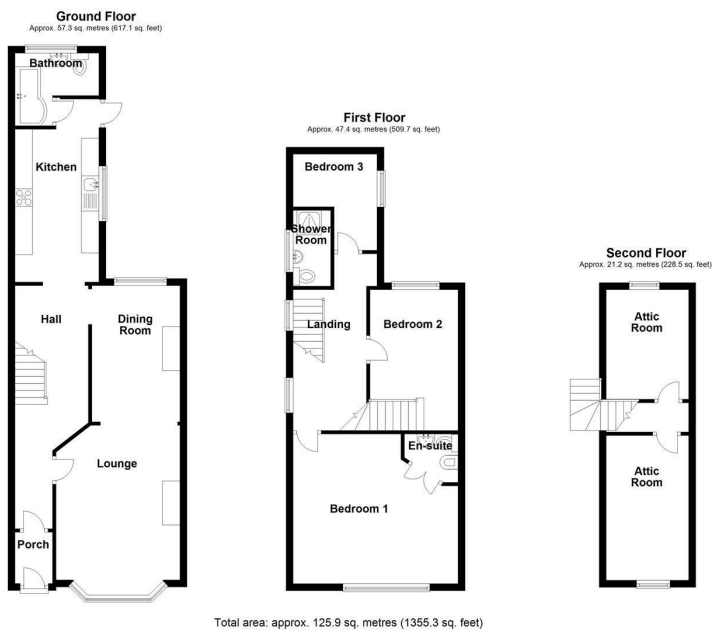 Ground Floor
Approx. 57.3 sq. metres (617.1 sq. feet)
Bathroom
Kitchen
Hall
Dining
Room
Lounge
Porch
First Floor
Approx. 47.4 sq. metres (509.7 sq. feet)
Bedroom 3
Shower
Room
Landing
Bedroom 2
En-suite
Bedroom 1
Second Floor
Approx. 21.2 sq. metres (228.5 sq. feet)
Attic
Room
Attic
Room
Total area: approx. 125.9 sq. metres (1355.3 sq. feet)